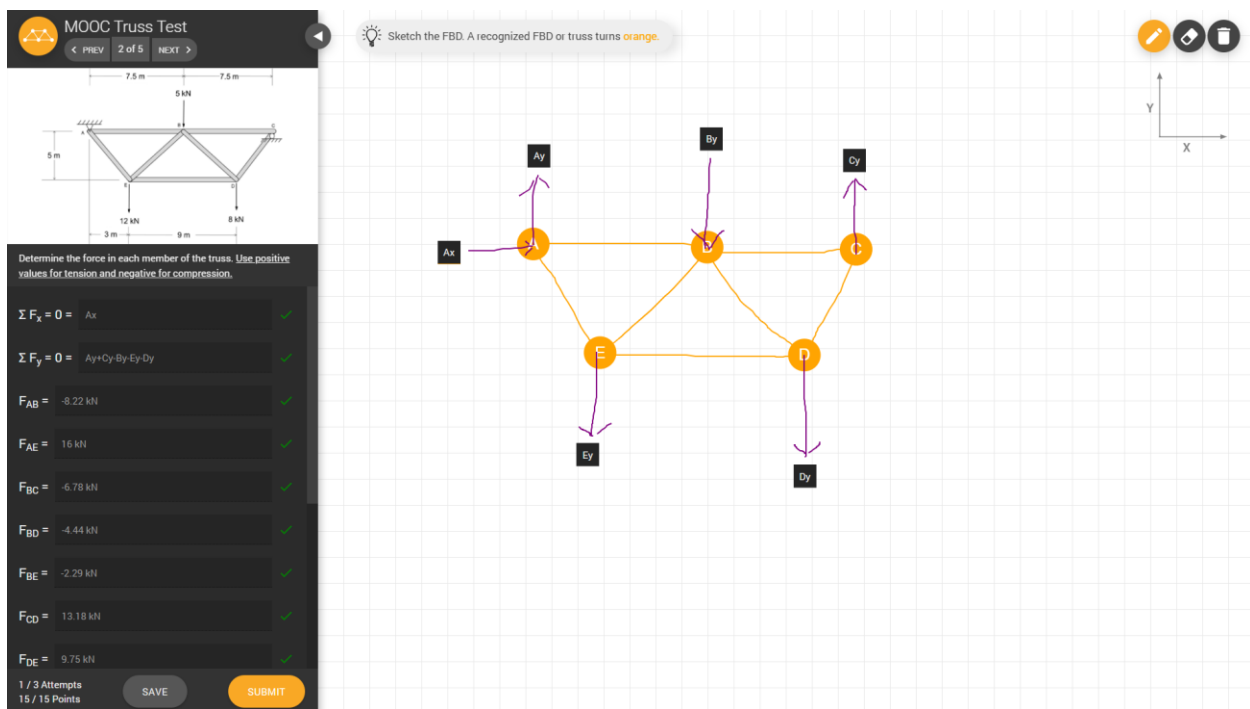 MOOC Truss Test
< PREV 2 of 5 NEXT >
Sketch the FBD. A recognized FBD or truss turns orange.
7.5 m 7.5 m
5 kN
A B C
5 m
E D
12 kN 8 kN
3 m 9 m
Determine the force in each member of the truss. Use positive
values for tension and negative for compression.
Σ Fx = 0 = Ax
Σ Fy = 0 = Ay+Cy-By-Ey-Dy
FAB = -8.22 kN
FAE = 16 kN
FBC = -6.78 kN
FBD = -4.44 kN
FBE = -2.29 kN
FCD = 13.18 kN
FDE = 9.75 kN
1 / 3 Attempts
15 / 15 Points
SAVE SUBMIT
Y
X
By
Ay Cy
Ax A B C
E D
Ey
Dy